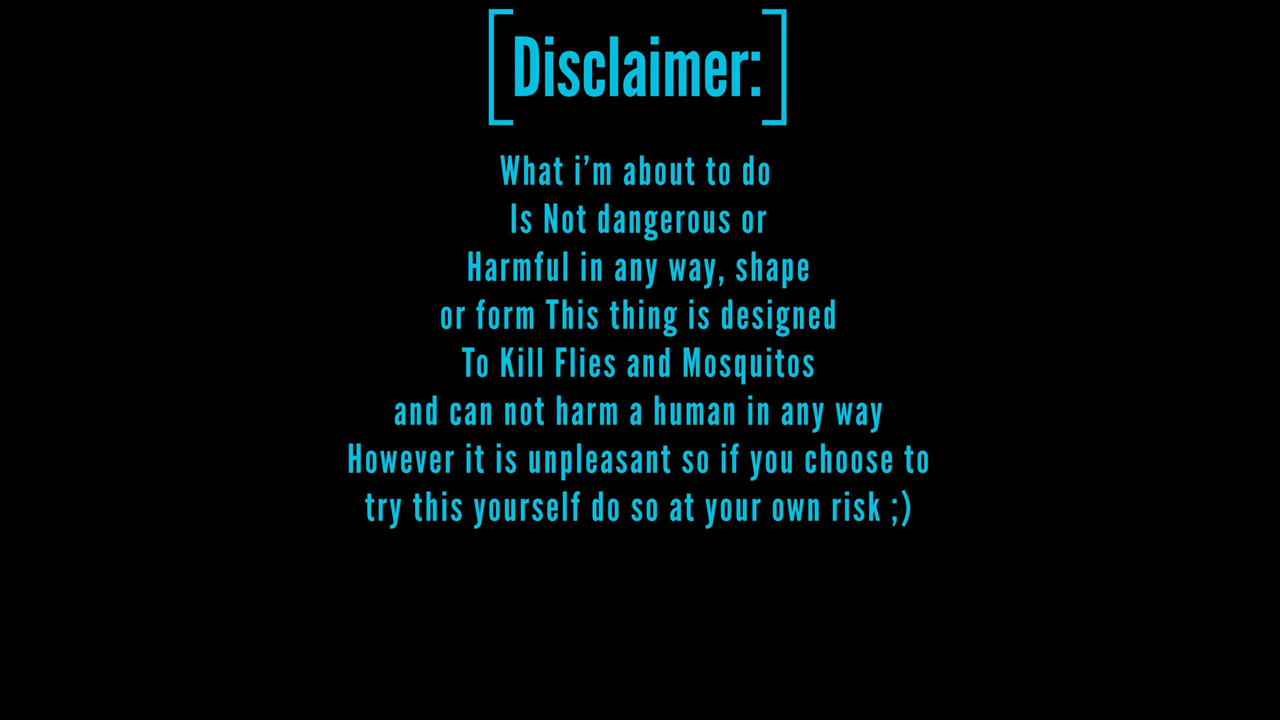 Disclaimer:
What i’m about to do
Is Not dangerous or
Harmful in any way, shape
or form This thing is designed
To Kill Flies and Mosquitos
and can not harm a human in any way
However it is unpleasant so if you choose to
try this yourself do so at your own risk ;)